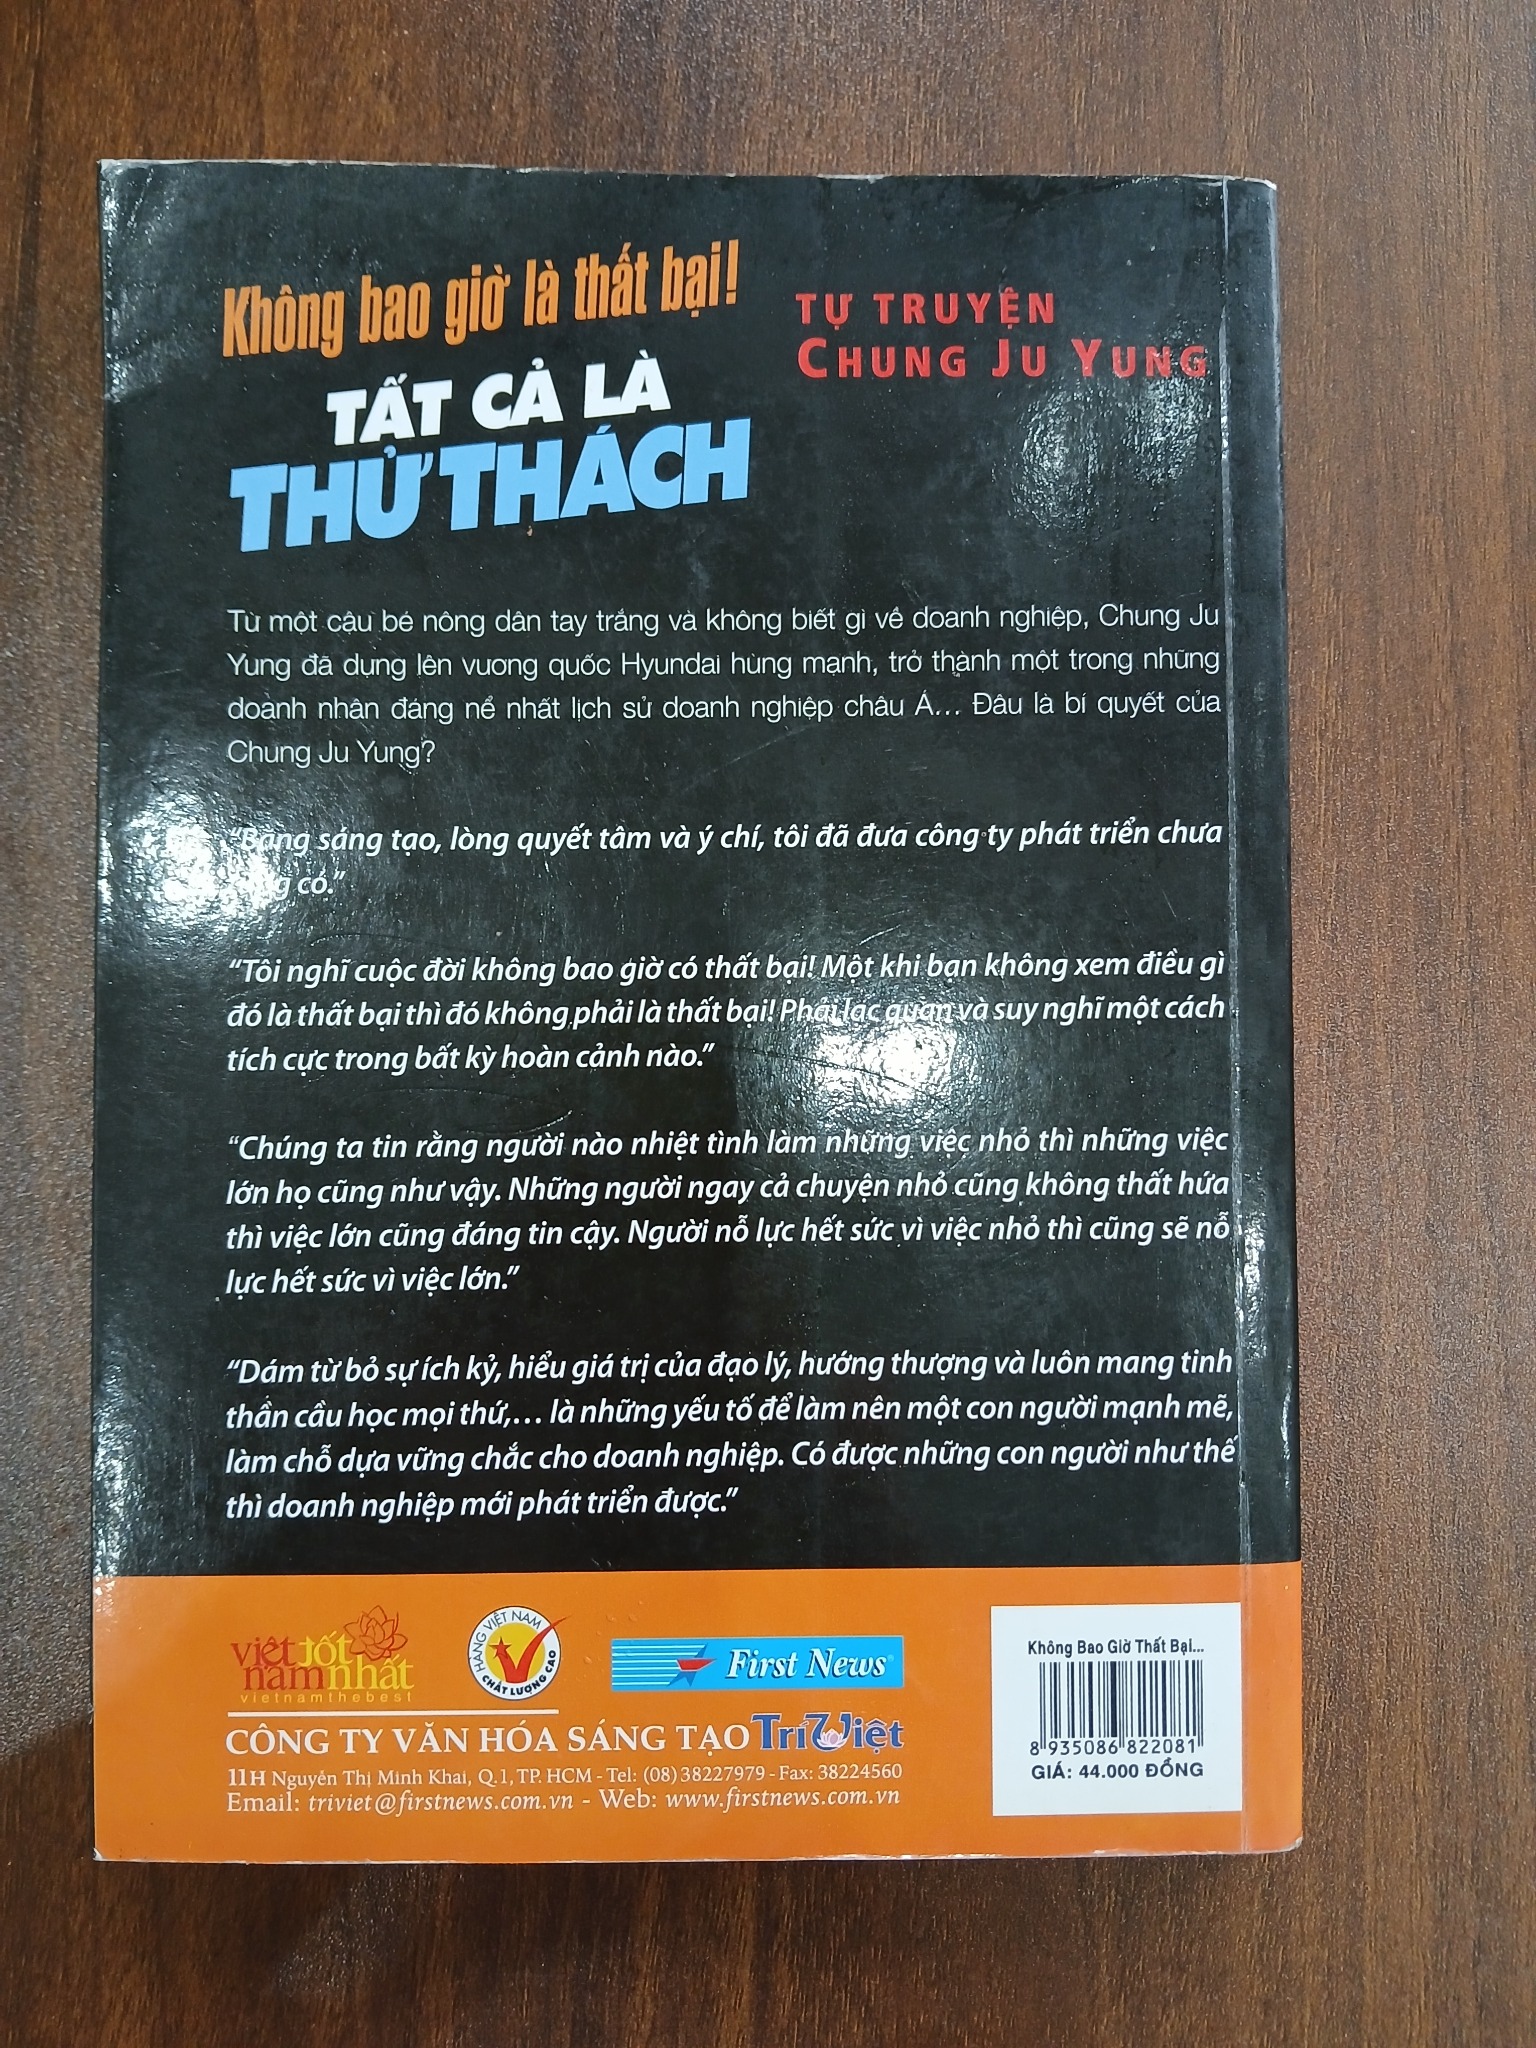 Không bao giờ là thất bại!
TẤT CẢ LÀ
THỬ THÁCH
TỰ TRUYỆN
CHUNG JU YUNG
Từ một cậu bé nông dân tay trắng và không biết gì về doanh nghiệp, Chung Ju
Yung đã dựng lên vương quốc Hyundai hùng mạnh, trở thành một trong những
doanh nhân đáng nể nhất lịch sử doanh nghiệp châu Á... Đâu là bí quyết của
Chung Ju Yung?
“Bằng sáng tạo, lòng quyết tâm và ý chí, tôi đã đưa công ty phát triển chưa
có.”
“Tôi nghĩ cuộc đời không bao giờ có thất bại! Một khi bạn không xem điều gì
đó là thất bại thì đó không phải là thất bại! Phải lạc quan và suy nghĩ một cách
tích cực trong bất kỳ hoàn cảnh nào.”
“Chúng ta tin rằng người nào nhiệt tình làm những việc nhỏ thì những việc
lớn họ cũng như vậy. Những người ngay cả chuyện nhỏ cũng không thất hứa
thì việc lớn cũng đáng tin cậy. Người nỗ lực hết sức vì việc nhỏ thì cũng sẽ nỗ
lực hết sức vì việc lớn.”
“Dám từ bỏ sự ích kỷ, hiểu giá trị của đạo lý, hướng thượng và luôn mang tinh
thần cầu học mọi thứ,... là những yếu tố để làm nên một con người mạnh mẽ,
làm chỗ dựa vững chắc cho doanh nghiệp. Có được những con người như thế
thì doanh nghiệp mới phát triển được.”
việt nam tốt nhất
vietnamthebest
HÀNG VIỆT NAM
CHẤT LƯỢNG CAO
First News
CÔNG TY VĂN HÓA SÁNG TẠO Trí Việt
11H Nguyễn Thị Minh Khai, Q.1, TP. HCM - Tel: (08) 38227979 - Fax: 38224560
Email: triviet@firstnews.com.vn - Web: www.firstnews.com.vn
Không Bao Giờ Thất Bại...
8 935086 822081
GIÁ: 44.000 ĐỒNG